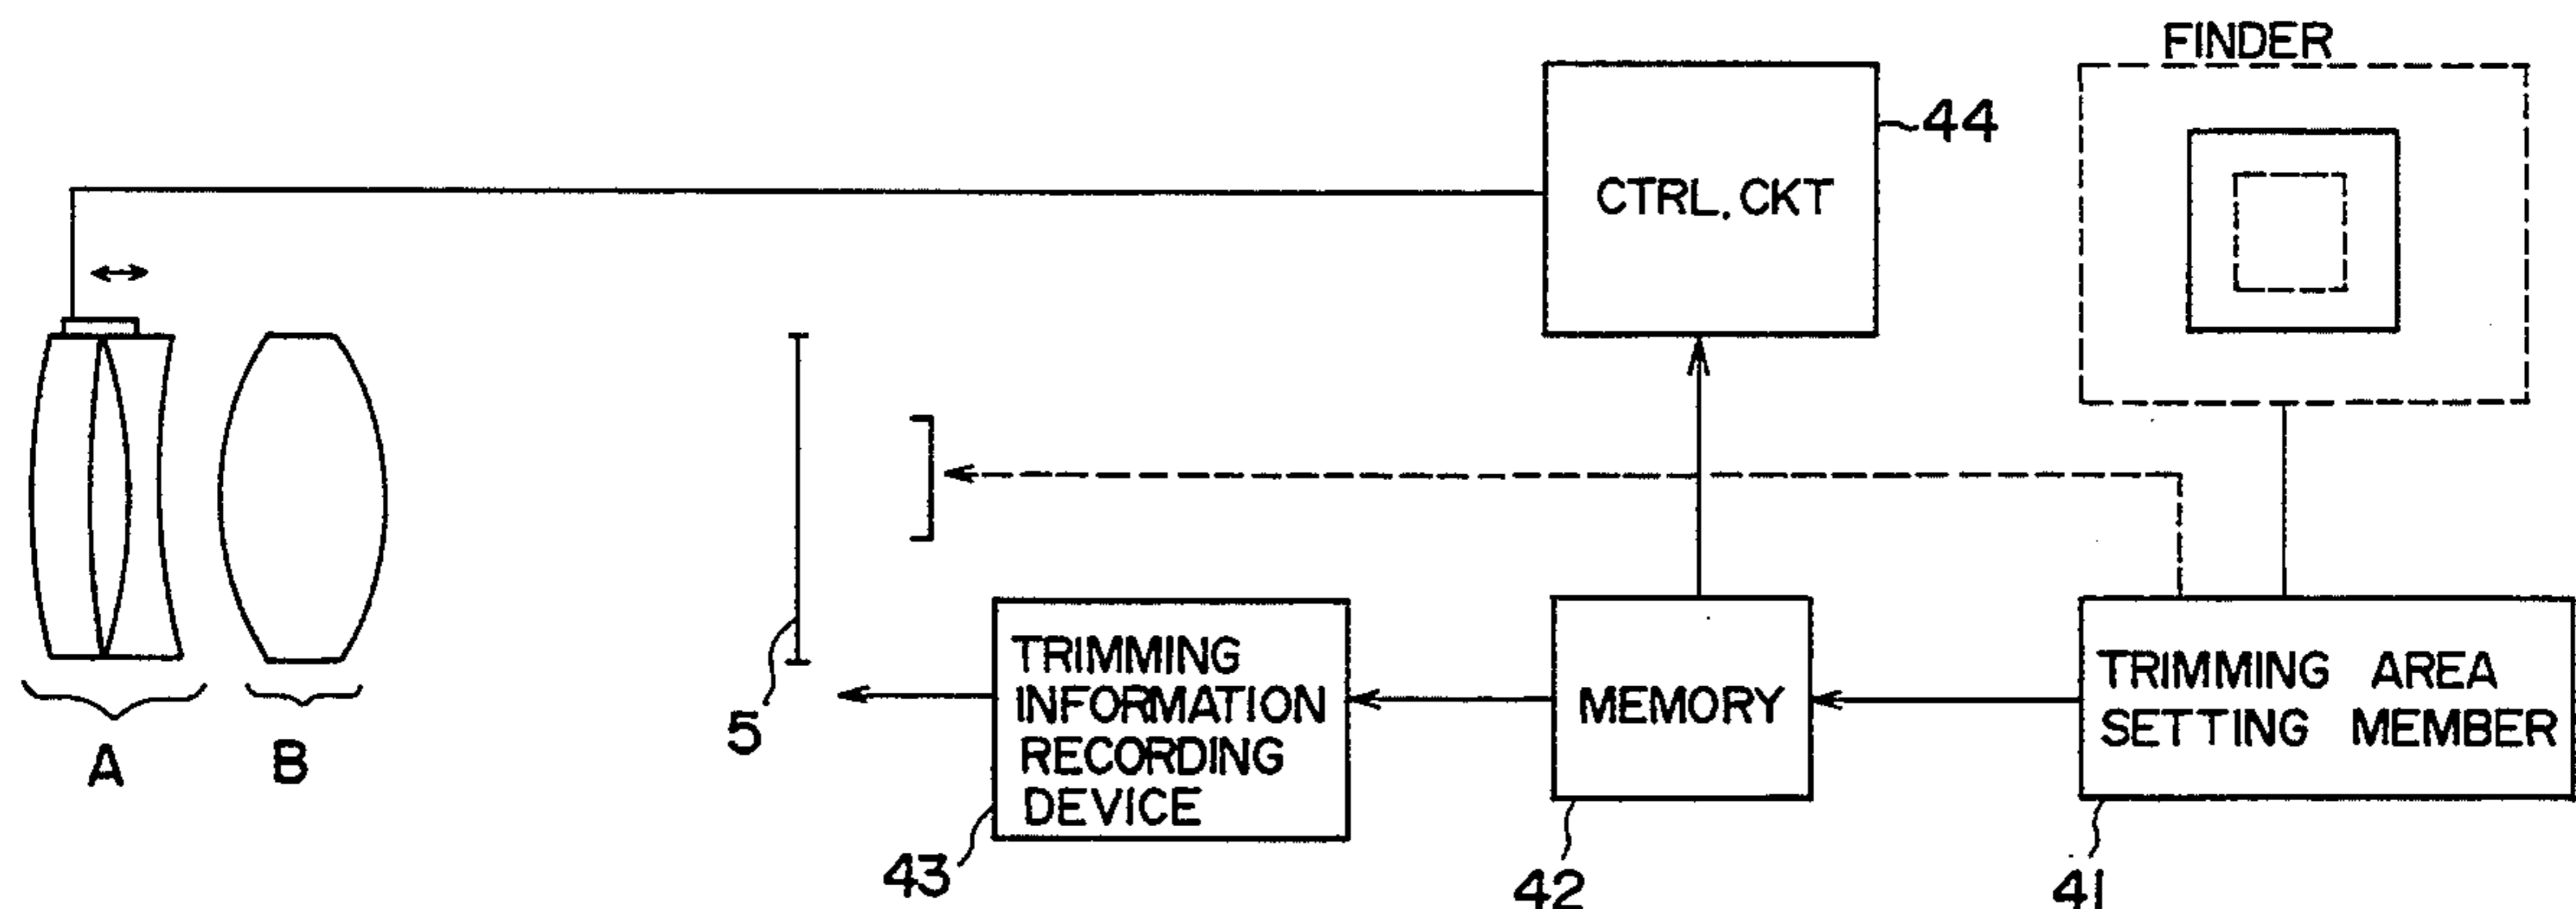 FINDER
44
CTRL. CKT
A
B
5
TRIMMING
INFORMATION
RECORDING
DEVICE
43
MEMORY
42
TRIMMING AREA
SETTING MEMBER
41